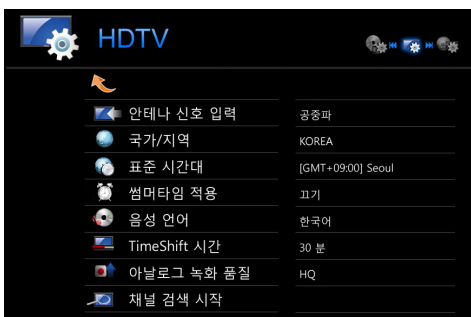 HDTV
안테나 신호 입력 공중파
국가/지역 KOREA
표준 시간대 [GMT+09:00] Seoul
썸머타임 적용 끄기
음성 언어 한국어
TimeShift 시간 30 분
아날로그 녹화 품질 HQ
채널 검색 시작